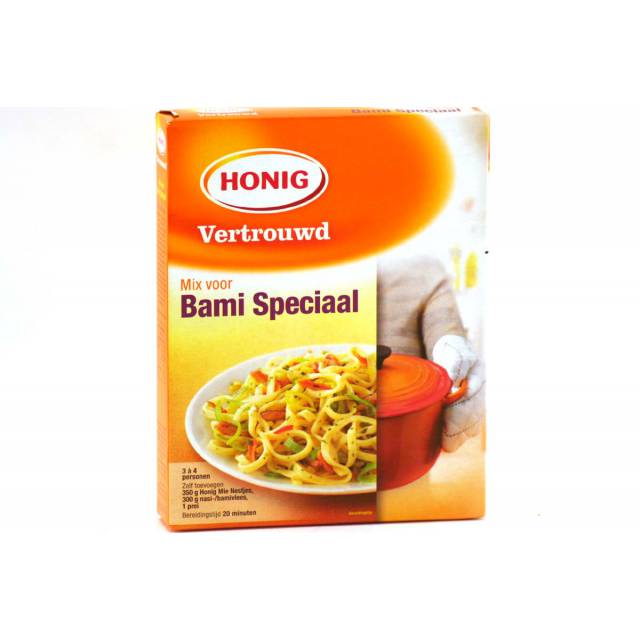 Vertrouwd
Bami Speciaal
HONIG
Vertrouwd
Mix voor
Bami Speciaal
3 à 4
personen
Zelf toevoegen:
350 g Honig Mie Nestjes,
300 g nasi-/bamivlees,
1 prei
Bereidingstijd 20 minuten